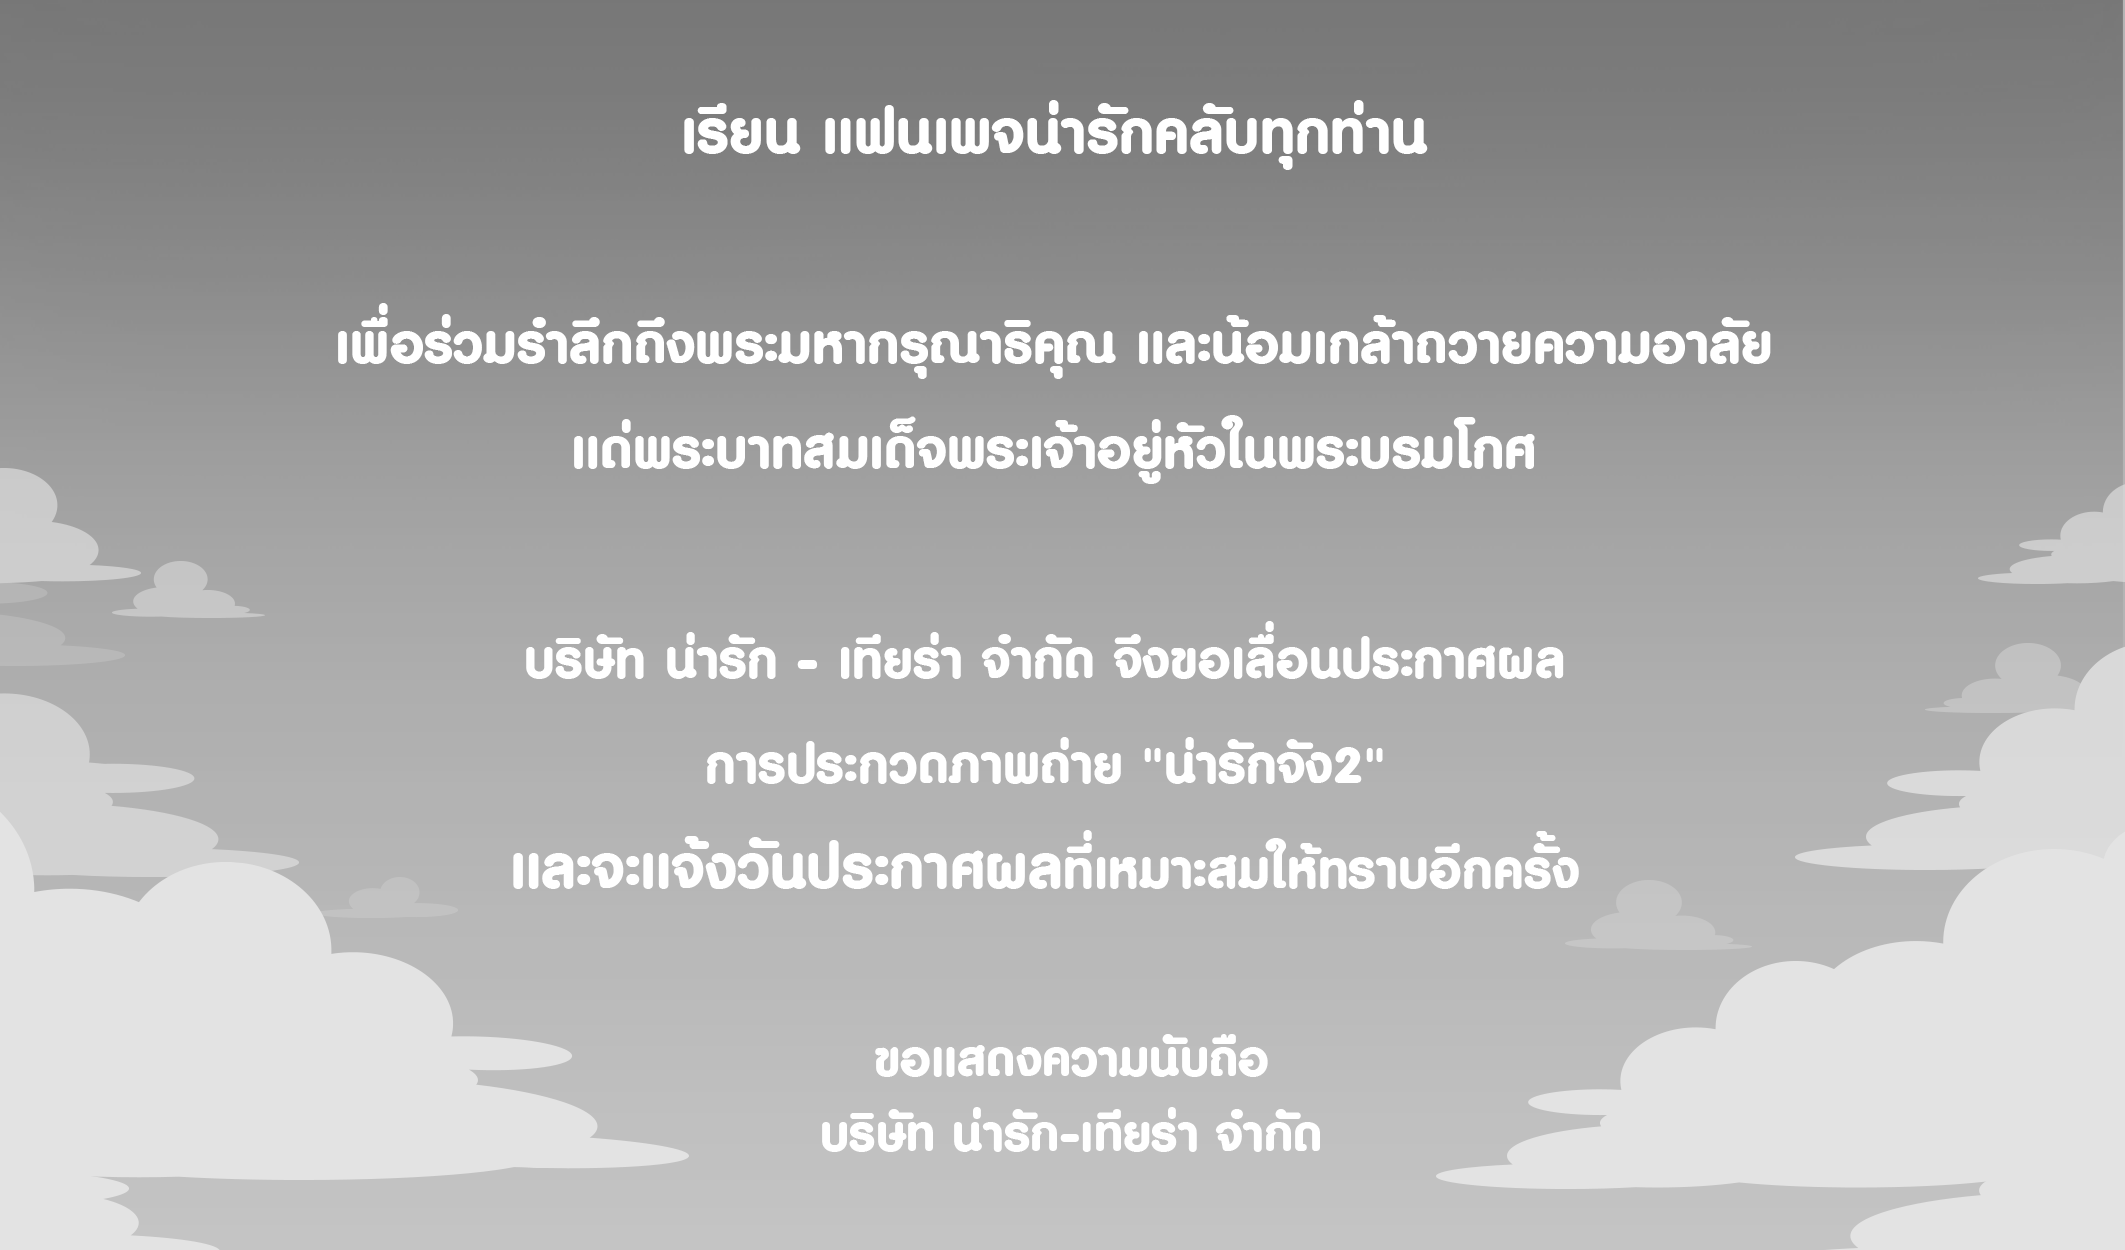 เรียน แฟนเพจน่ารักคลับทุกท่าน
เพื่อร่วมรำลึกถึงพระมหากรุณาธิคุณ และน้อมเกล้าถวายความอาลัย
แด่พระบาทสมเด็จพระเจ้าอยู่หัวในพระบรมโกศ
บริษัท น่ารัก - เทียร่า จำกัด จึงขอเลื่อนประกาศผล
การประกวดภาพถ่าย "น่ารักจัง2"
และจะแจ้งวันประกาศผลที่เหมาะสมให้ทราบอีกครั้ง
ขอแสดงความนับถือ
บริษัท น่ารัก-เทียร่า จำกัด